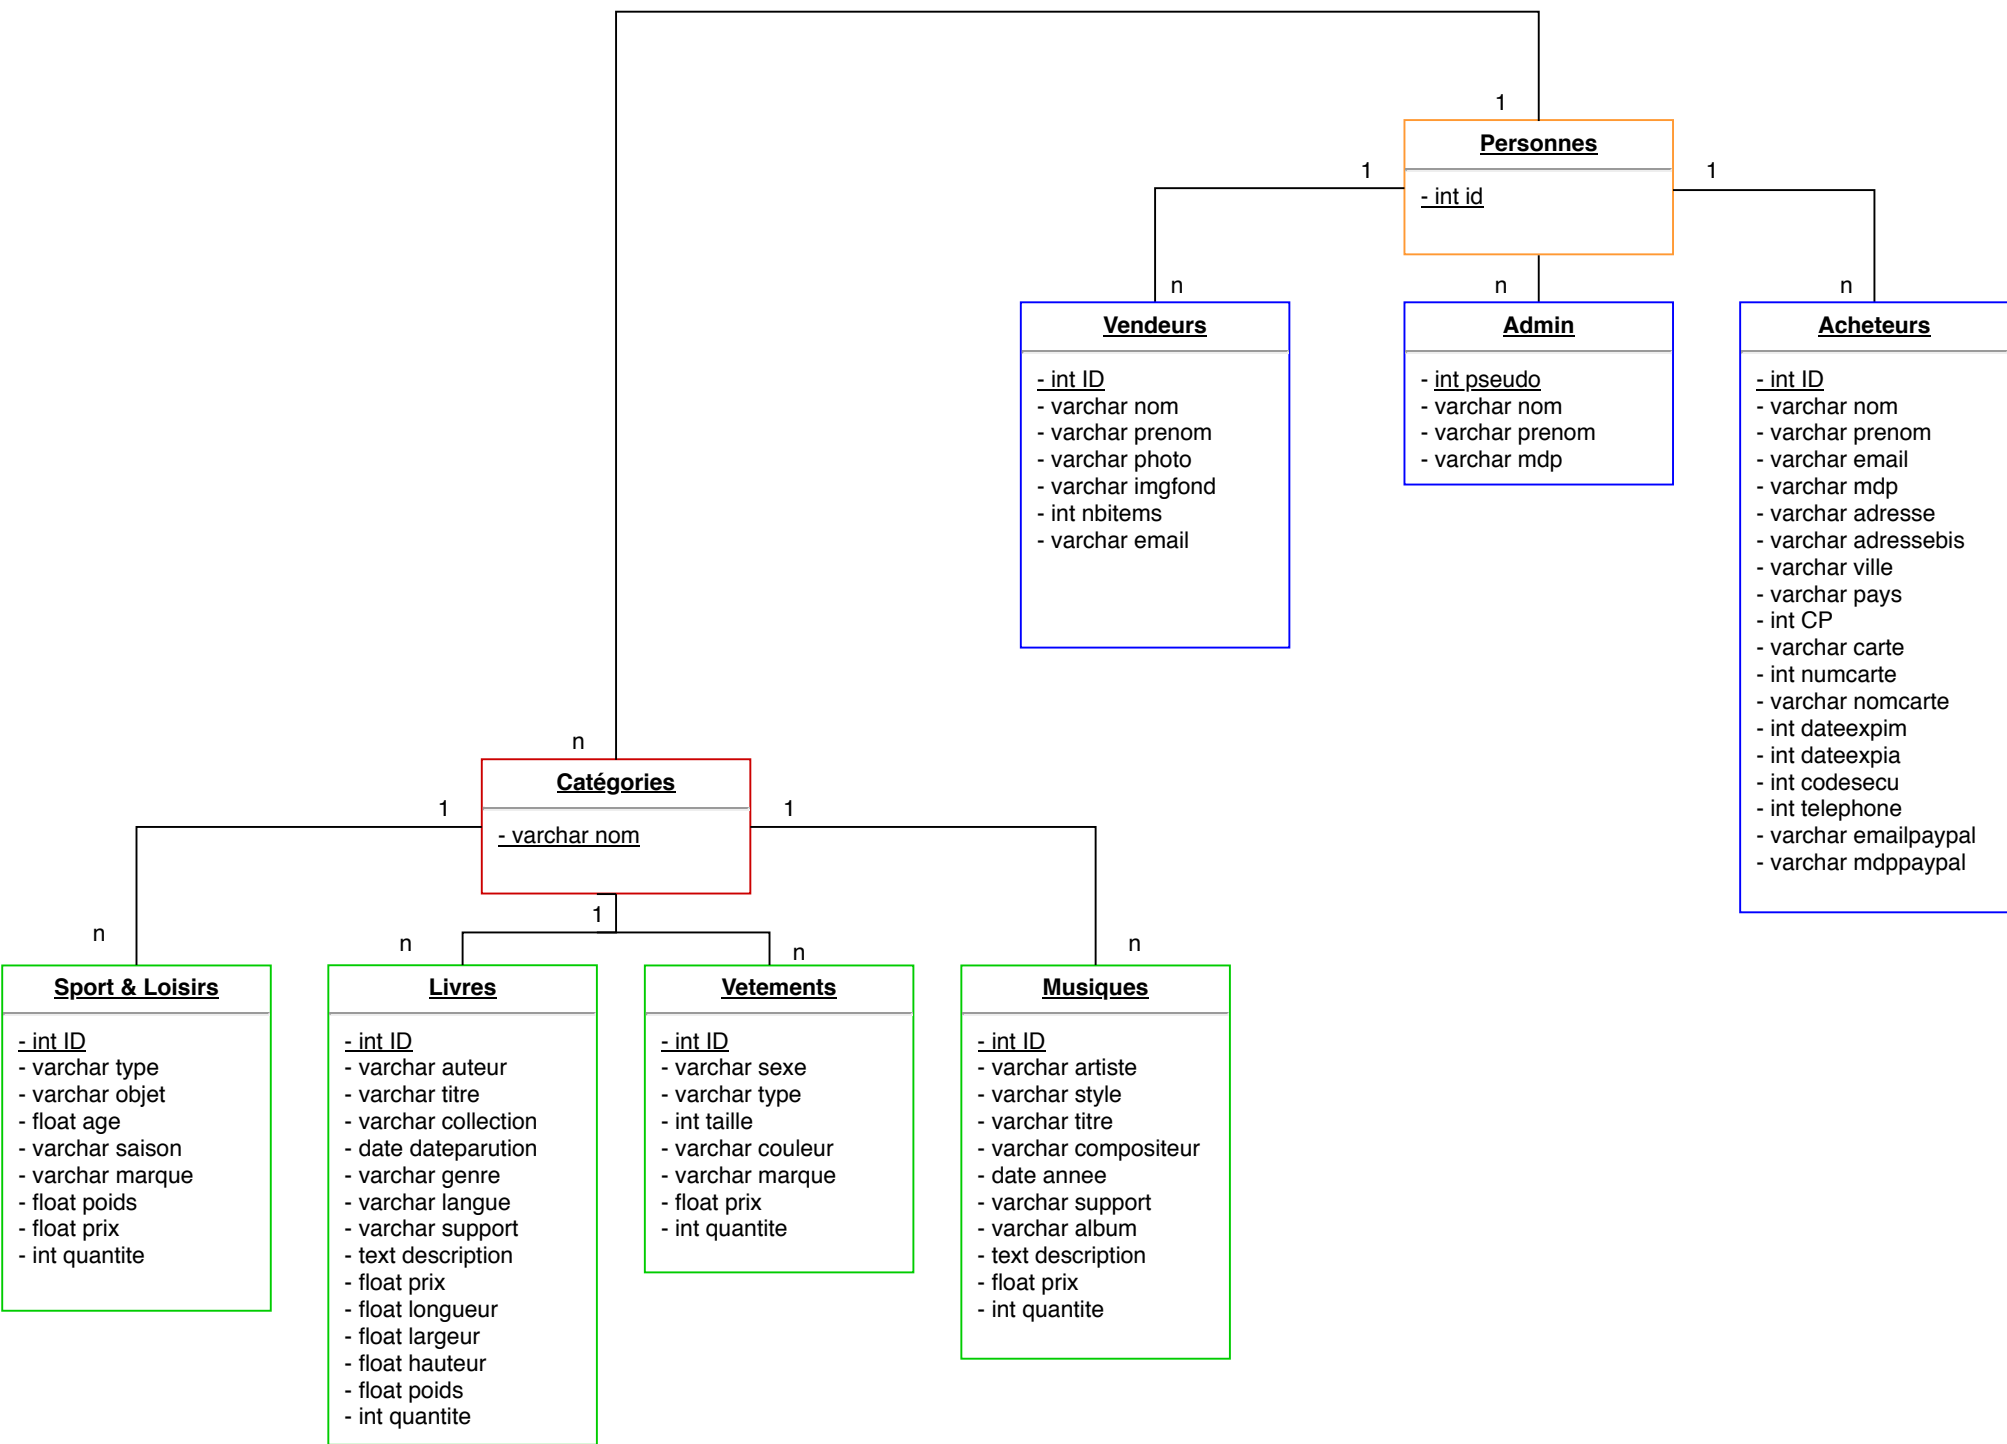 1
Personnes
- int id
1
1
n
n
n
Vendeurs
- int ID
- varchar nom
- varchar prenom
- varchar photo
- varchar imgfond
- int nbitems
- varchar email
Admin
- int pseudo
- varchar nom
- varchar prenom
- varchar mdp
Acheteurs
- int ID
- varchar nom
- varchar prenom
- varchar email
- varchar mdp
- varchar adresse
- varchar adressebis
- varchar ville
- varchar pays
- int CP
- varchar carte
- int numcarte
- varchar nomcarte
- int dateexpim
- int dateexpia
- int codesecu
- int telephone
- varchar emailpaypal
- varchar mdppaypal
n
Catégories
- varchar nom
1
1
1
n
n
n
n
Sport & Loisirs
- int ID
- varchar type
- varchar objet
- float age
- varchar saison
- varchar marque
- float poids
- float prix
- int quantite
Livres
- int ID
- varchar auteur
- varchar titre
- varchar collection
- date dateparution
- varchar genre
- varchar langue
- varchar support
- text description
- float prix
- float longueur
- float largeur
- float hauteur
- float poids
- int quantite
Vetements
- int ID
- varchar sexe
- varchar type
- int taille
- varchar couleur
- varchar marque
- float prix
- int quantite
Musiques
- int ID
- varchar artiste
- varchar style
- varchar titre
- varchar compositeur
- date annee
- varchar support
- varchar album
- text description
- float prix
- int quantite